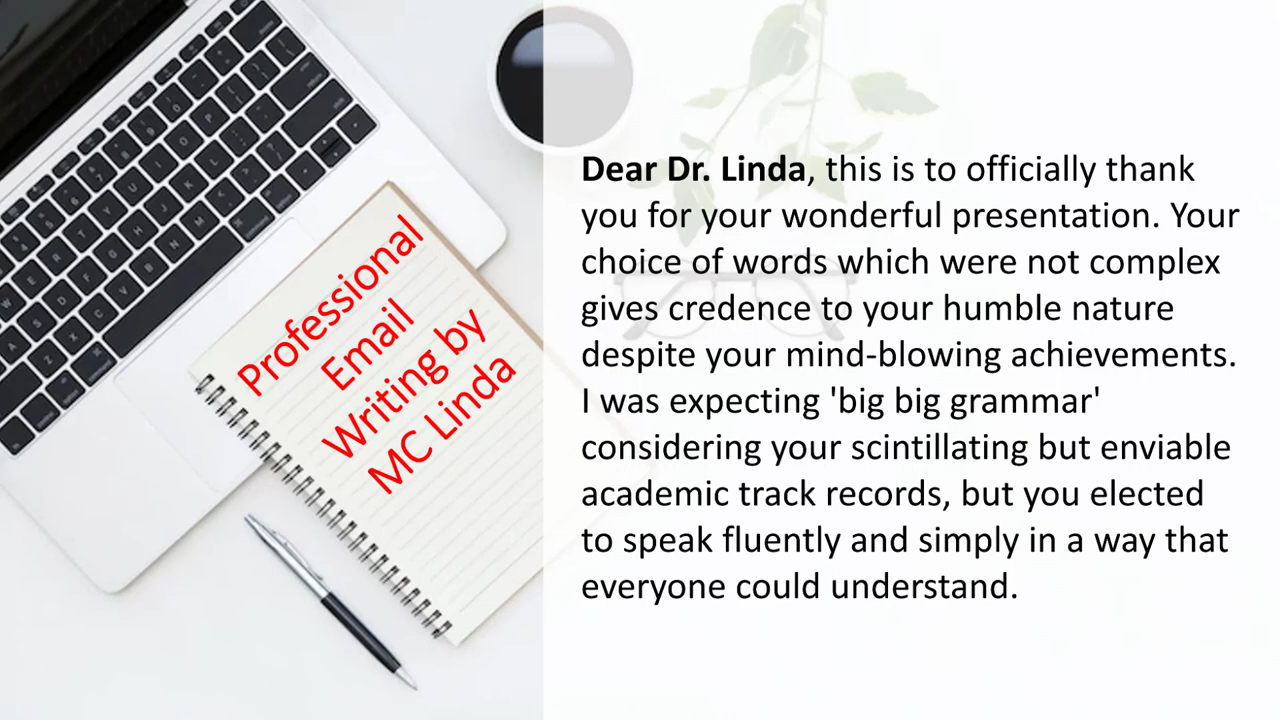 Professional
Email
Writing by
MC Linda
Dear Dr. Linda, this is to officially thank
you for your wonderful presentation. Your
choice of words which were not complex
gives credence to your humble nature
despite your mind-blowing achievements.
I was expecting 'big big grammar'
considering your scintillating but enviable
academic track records, but you elected
to speak fluently and simply in a way that
everyone could understand.